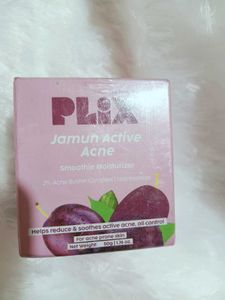 PLiX
Jamun Active
Acne
Smoothie Moisturizer
Helps reduce & soothes active acne, oil control
For acne prone skin
Net Weight: 50g | 1.76 oz.